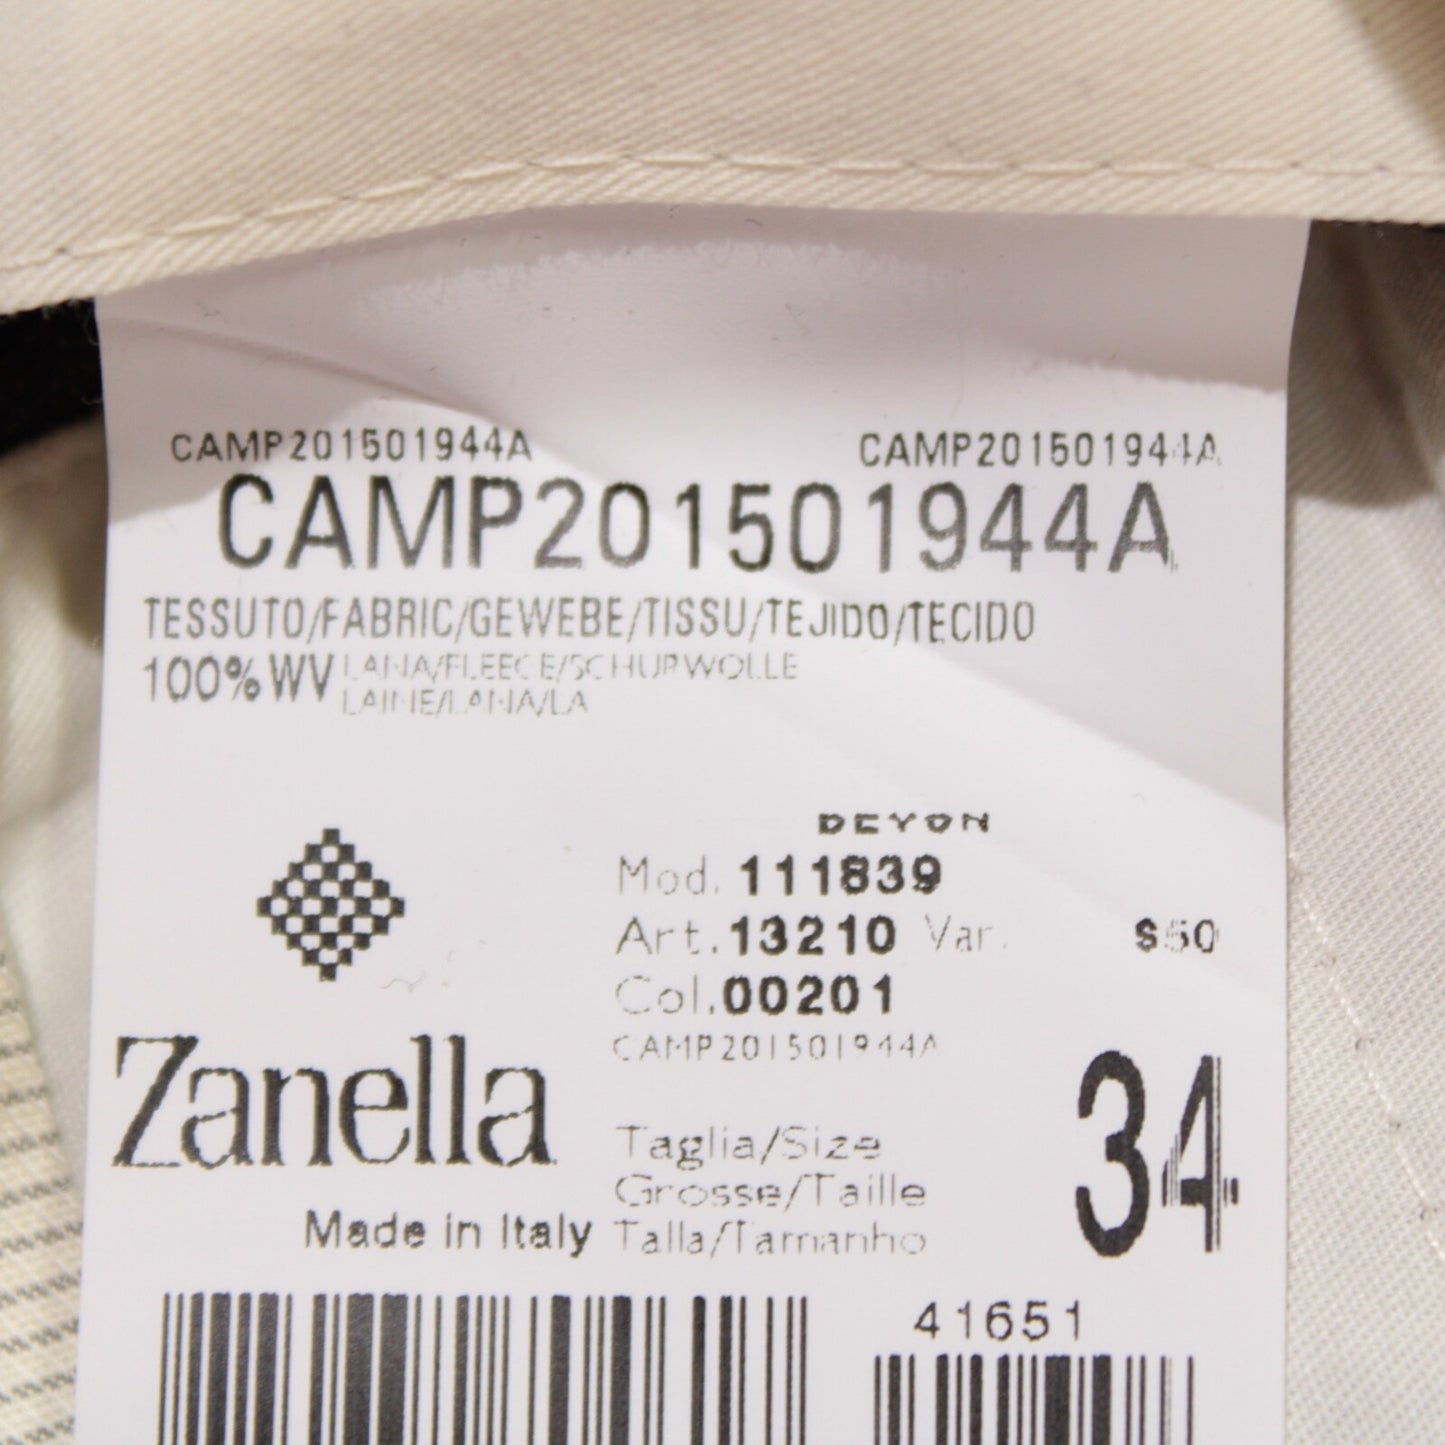 CAMP201501944A CAMP201501944A
CAMP201501944A
TESSUTO/FABRIC/GEWEBE/TISSU/TEJIDO/TECIDO
100% WV LANA/FLEECE/SCHURWOLLE
LAINE/LANA/LA
DEVON
Mod. 111839
Art. 13210 Var. $50
Col. 00201
CAMP201501944A
Zanella
Made in Italy
Taglia/Size
Grosse/Taille
Talla/Tamanho
34
41651